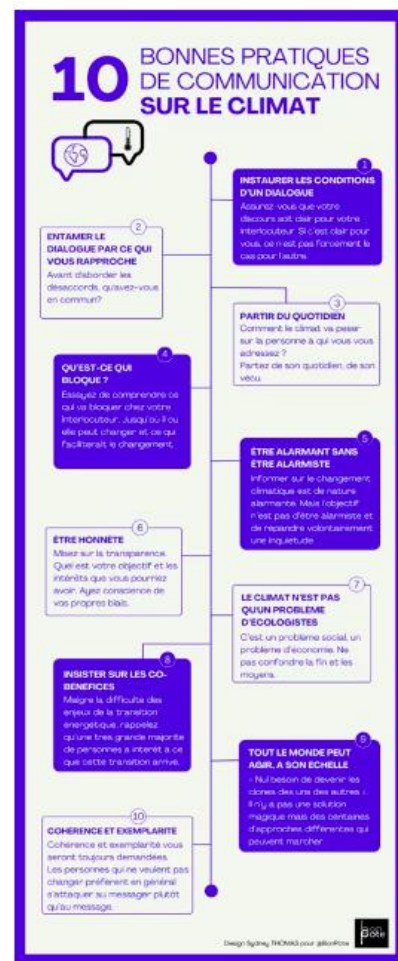 10 BONNES PRATIQUES
DE COMMUNICATION
SUR LE CLIMAT
1
INSTAURER LES CONDITIONS
D'UN DIALOGUE
Assurez-vous que votre
discours soit clair pour votre
interlocuteur. Si c'est clair pour
vous, ce n'est pas forcement le
cas pour l'autre.
2
ENTAMER LE
DIALOGUE PAR CE QUI
VOUS RAPPROCHE
Avant d'aborder les
désaccords, qu'avez-vous
en commun?
3
PARTIR DU QUOTIDIEN
Comment le climat va peser
sur la personne à qui vous vous
adressez ?
Partez de son quotidien, de son
vécu.
4
QU'EST-CE QUI
BLOQUE ?
Essayez de comprendre ce
qui va bloquer chez votre
interlocuteur. Jusqu'où il ou
elle peut changer et ce qui
faciliterait le changement.
5
ÊTRE ALARMANT SANS
ÊTRE ALARMISTE
Informer sur le changement
climatique est de nature
alarmante. Mais l'objectif
n'est pas d'être alarmiste et
de répandre volontairement
une inquiétude.
6
ÊTRE HONNÊTE
Misez sur la transparence.
Quel est votre objectif et les
intérêts que vous pourriez
avoir. Ayez conscience de
vos propres biais.
7
LE CLIMAT N'EST PAS
QU'UN PROBLEME
D'ÉCOLOGISTES
C'est un problème social, un
problème d'économie. Ne
pas confondre la fin et les
moyens.
8
INSISTER SUR LES CO-
BENEFICES
Malgré la difficulté des
enjeux de la transition
énergétique, rappelez
qu'une très grande majorité
de personnes a intérêt à ce
que cette transition arrive.
9
TOUT LE MONDE PEUT
AGIR, A SON ECHELLE
« Nul besoin de devenir les
clones des uns des autres ».
Il n'y a pas une solution
magique mais des centaines
d'approches différentes qui
peuvent marcher
10
COHERENCE ET EXEMPLARITE
Cohérence et exemplarité vous
seront toujours demandées.
Les personnes qui ne veulent pas
changer préfèrent en général
s'attaquer au messager plutôt
qu'au message.
Design Sydney THOMAS pour @BonPote
bon
pote